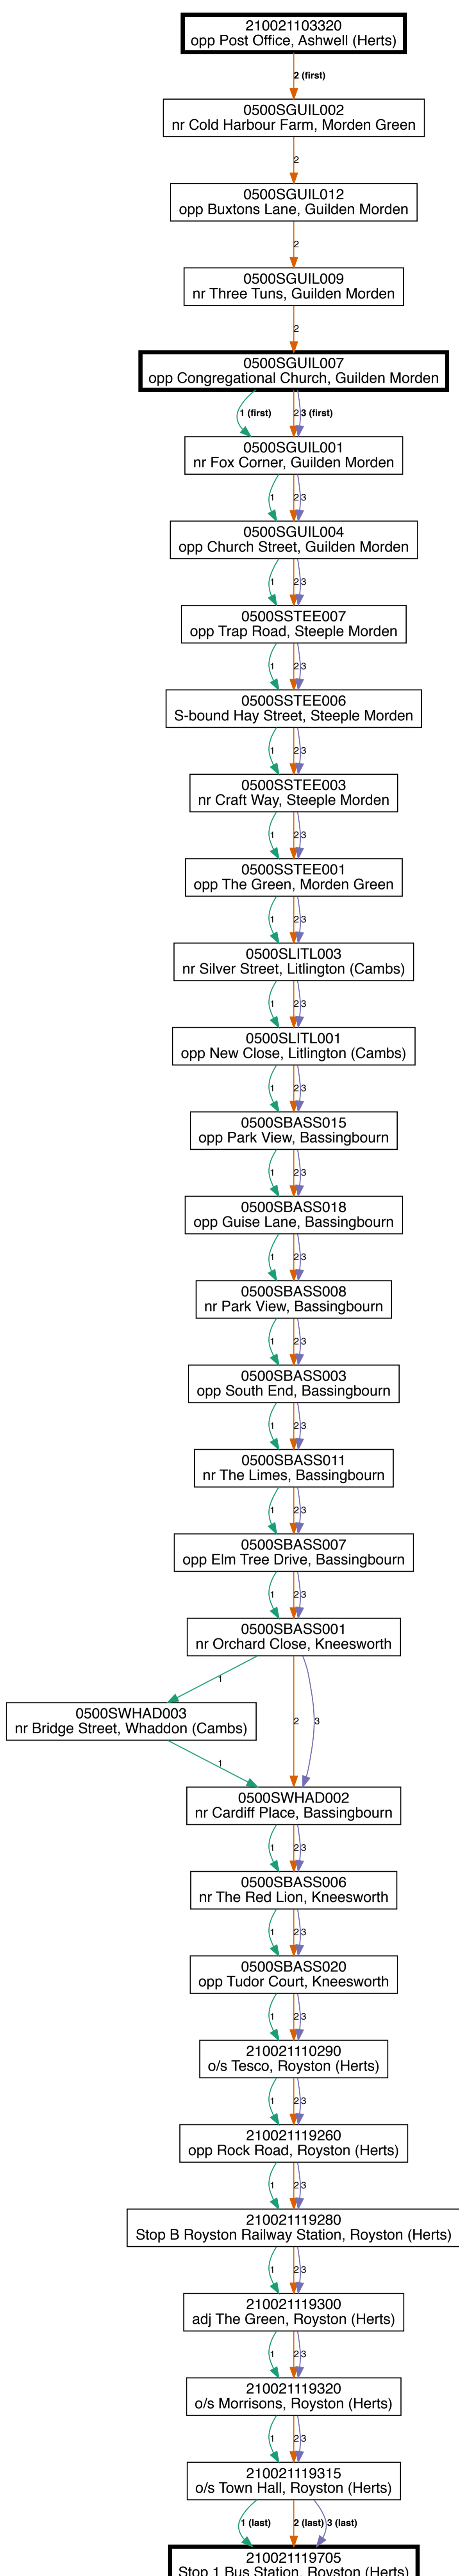 210021103320
opp Post Office, Ashwell (Herts)
2 (first)
0500SGUIL002
nr Cold Harbour Farm, Morden Green
2
0500SGUIL012
opp Buxtons Lane, Guilden Morden
2
0500SGUIL009
nr Three Tuns, Guilden Morden
2
0500SGUIL007
opp Congregational Church, Guilden Morden
1 (first) 2 3 (first)
0500SGUIL001
nr Fox Corner, Guilden Morden
1 2 3
0500SGUIL004
opp Church Street, Guilden Morden
1 2 3
0500SSTEE007
opp Trap Road, Steeple Morden
1 2 3
0500SSTEE006
S-bound Hay Street, Steeple Morden
1 2 3
0500SSTEE003
nr Craft Way, Steeple Morden
1 2 3
0500SSTEE001
opp The Green, Morden Green
1 2 3
0500SLITL003
nr Silver Street, Litlington (Cambs)
1 2 3
0500SLITL001
opp New Close, Litlington (Cambs)
1 2 3
0500SBASS015
opp Park View, Bassingbourn
1 2 3
0500SBASS018
opp Guise Lane, Bassingbourn
1 2 3
0500SBASS008
nr Park View, Bassingbourn
1 2 3
0500SBASS003
opp South End, Bassingbourn
1 2 3
0500SBASS011
nr The Limes, Bassingbourn
1 2 3
0500SBASS007
opp Elm Tree Drive, Bassingbourn
1 2 3
0500SBASS001
nr Orchard Close, Kneesworth
1
0500SWHAD003
nr Bridge Street, Whaddon (Cambs)
2 3
1
0500SWHAD002
nr Cardiff Place, Bassingbourn
1 2 3
0500SBASS006
nr The Red Lion, Kneesworth
1 2 3
0500SBASS020
opp Tudor Court, Kneesworth
1 2 3
210021110290
o/s Tesco, Royston (Herts)
1 2 3
210021119260
opp Rock Road, Royston (Herts)
1 2 3
210021119280
Stop B Royston Railway Station, Royston (Herts)
1 2 3
210021119300
adj The Green, Royston (Herts)
1 2 3
210021119320
o/s Morrisons, Royston (Herts)
1 2 3
210021119315
o/s Town Hall, Royston (Herts)
1 (last) 2 (last) 3 (last)
210021119705
Stop 1 Bus Station, Royston (Herts)